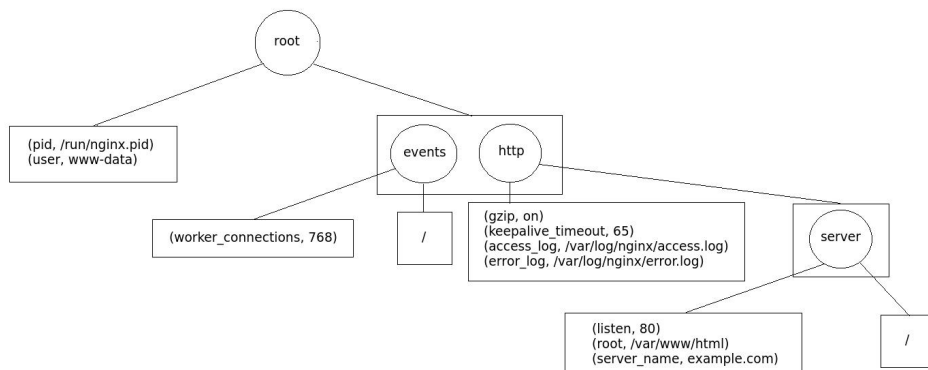 root
(pid, /run/nginx.pid)
(user, www-data)
events
http
(worker_connections, 768)
/
(gzip, on)
(keepalive_timeout, 65)
(access_log, /var/log/nginx/access.log)
(error_log, /var/log/nginx/error.log)
server
(listen, 80)
(root, /var/www/html)
(server_name, example.com)
/